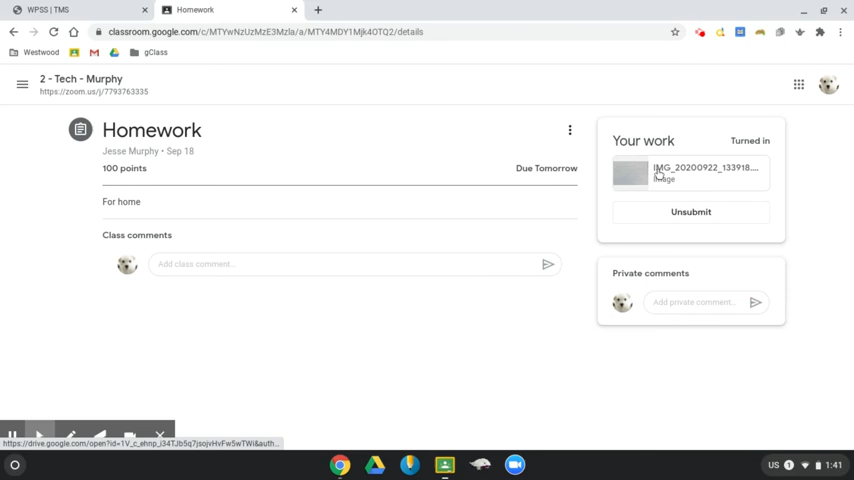 WPSS | TMS
Homework
classroom.google.com/c/MTYwNzUzMzE3Mzla/a/MTY4MDY1Mjk4OTQ2/details
Westwood
gClass
2 - Tech - Murphy
https://zoom.us/j/7793763335
Homework
Jesse Murphy • Sep 18
100 points
Due Tomorrow
For home
Class comments
Add class comment...
Your work
Turned in
IMG_20200922_133918....
Image
Unsubmit
Private comments
Add private comment...
https://drive.google.com/open?id=1V_c_ehnp_i34TJb5q7jsojvHvFw5wTWi&auth...
US
1
1:41